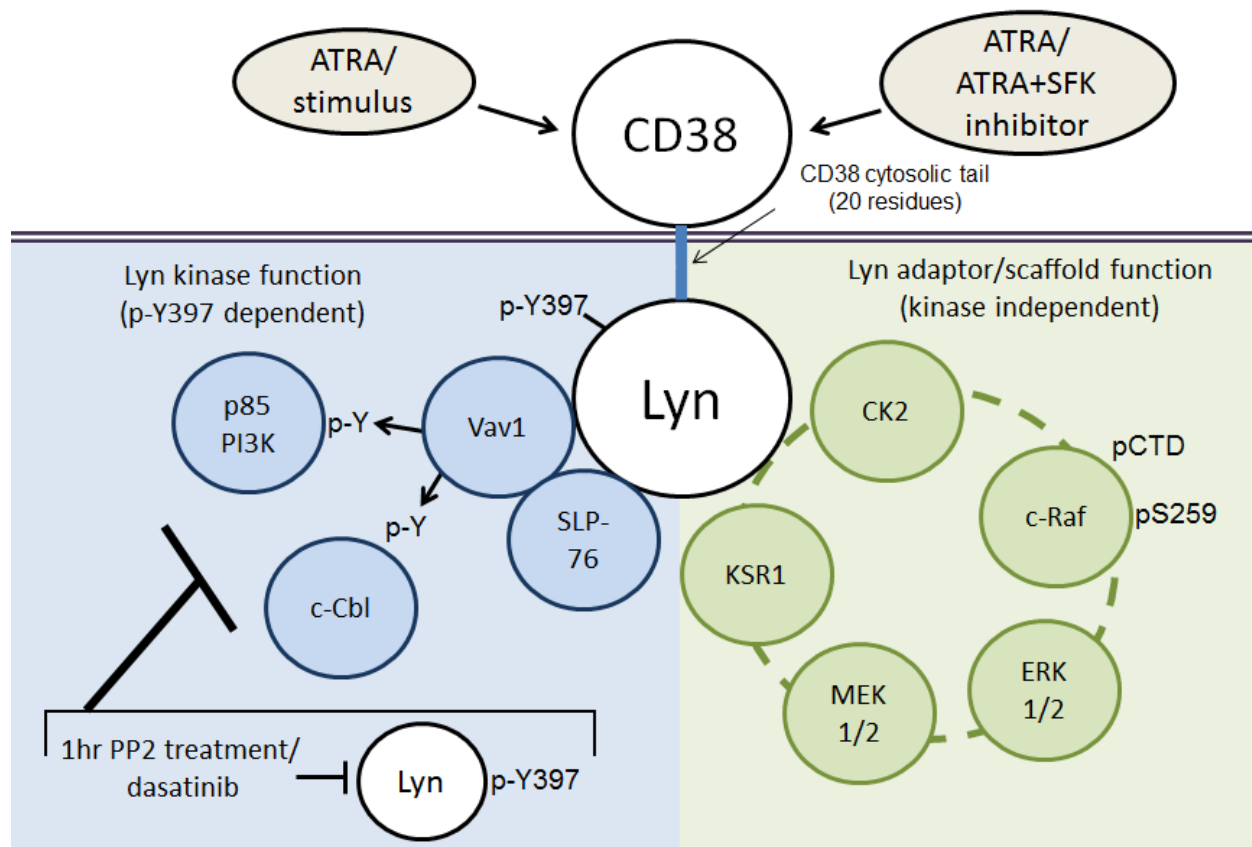 ATRA/
stimulus
CD38
ATRA/
ATRA+SFK
inhibitor
CD38 cytosolic tail
(20 residues)
Lyn kinase function
(p-Y397 dependent)
Lyn adaptor/scaffold function
(kinase independent)
p-Y397
Lyn
p85
PI3K
p-Y
Vav1
p-Y
SLP-
76
c-Cbl
CK2
pCTD
c-Raf
pS259
KSR1
MEK
1/2
ERK
1/2
1hr PP2 treatment/
dasatinib
Lyn
p-Y397